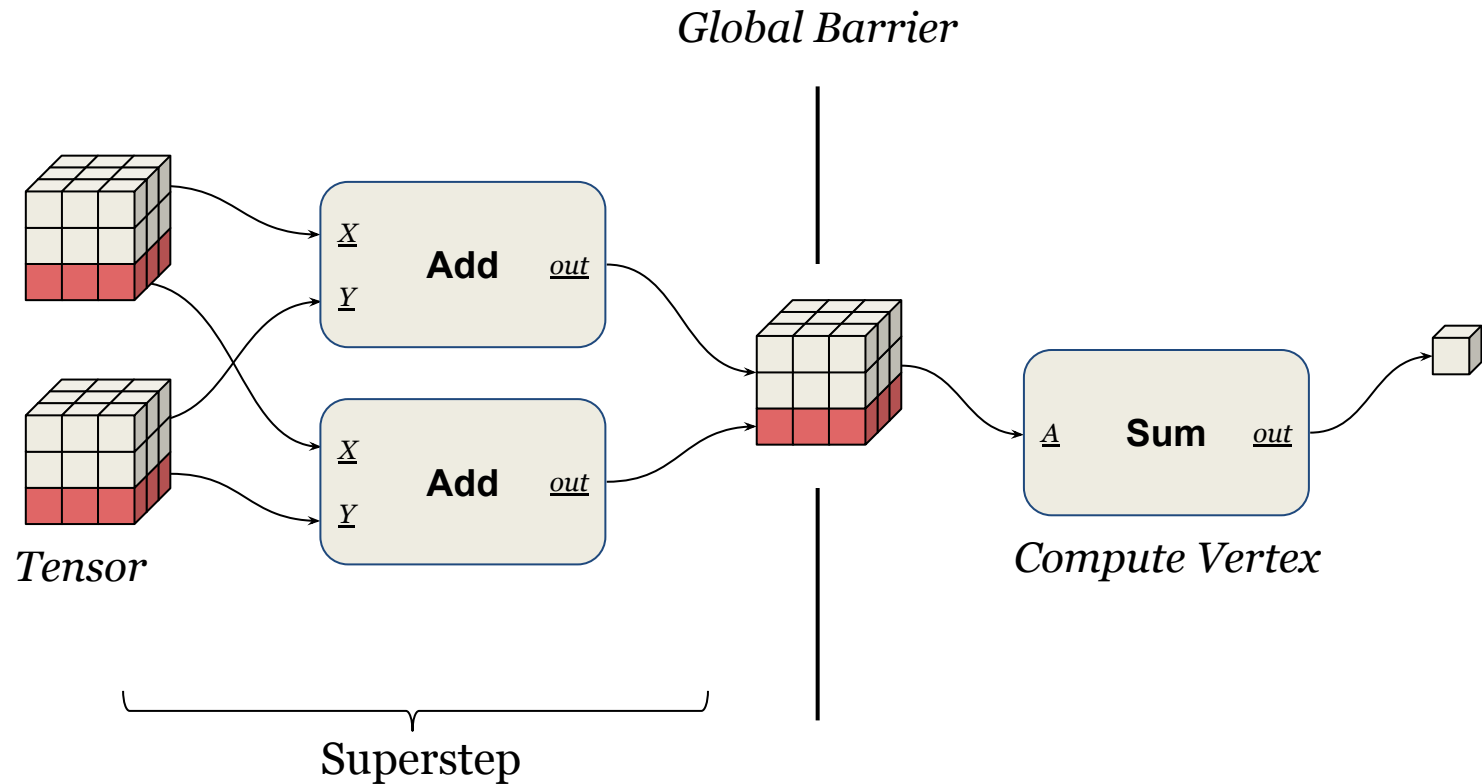 Global Barrier
X
Add
out
Y
X
Add
out
Y
A
Sum
out
Tensor
Compute Vertex
Superstep